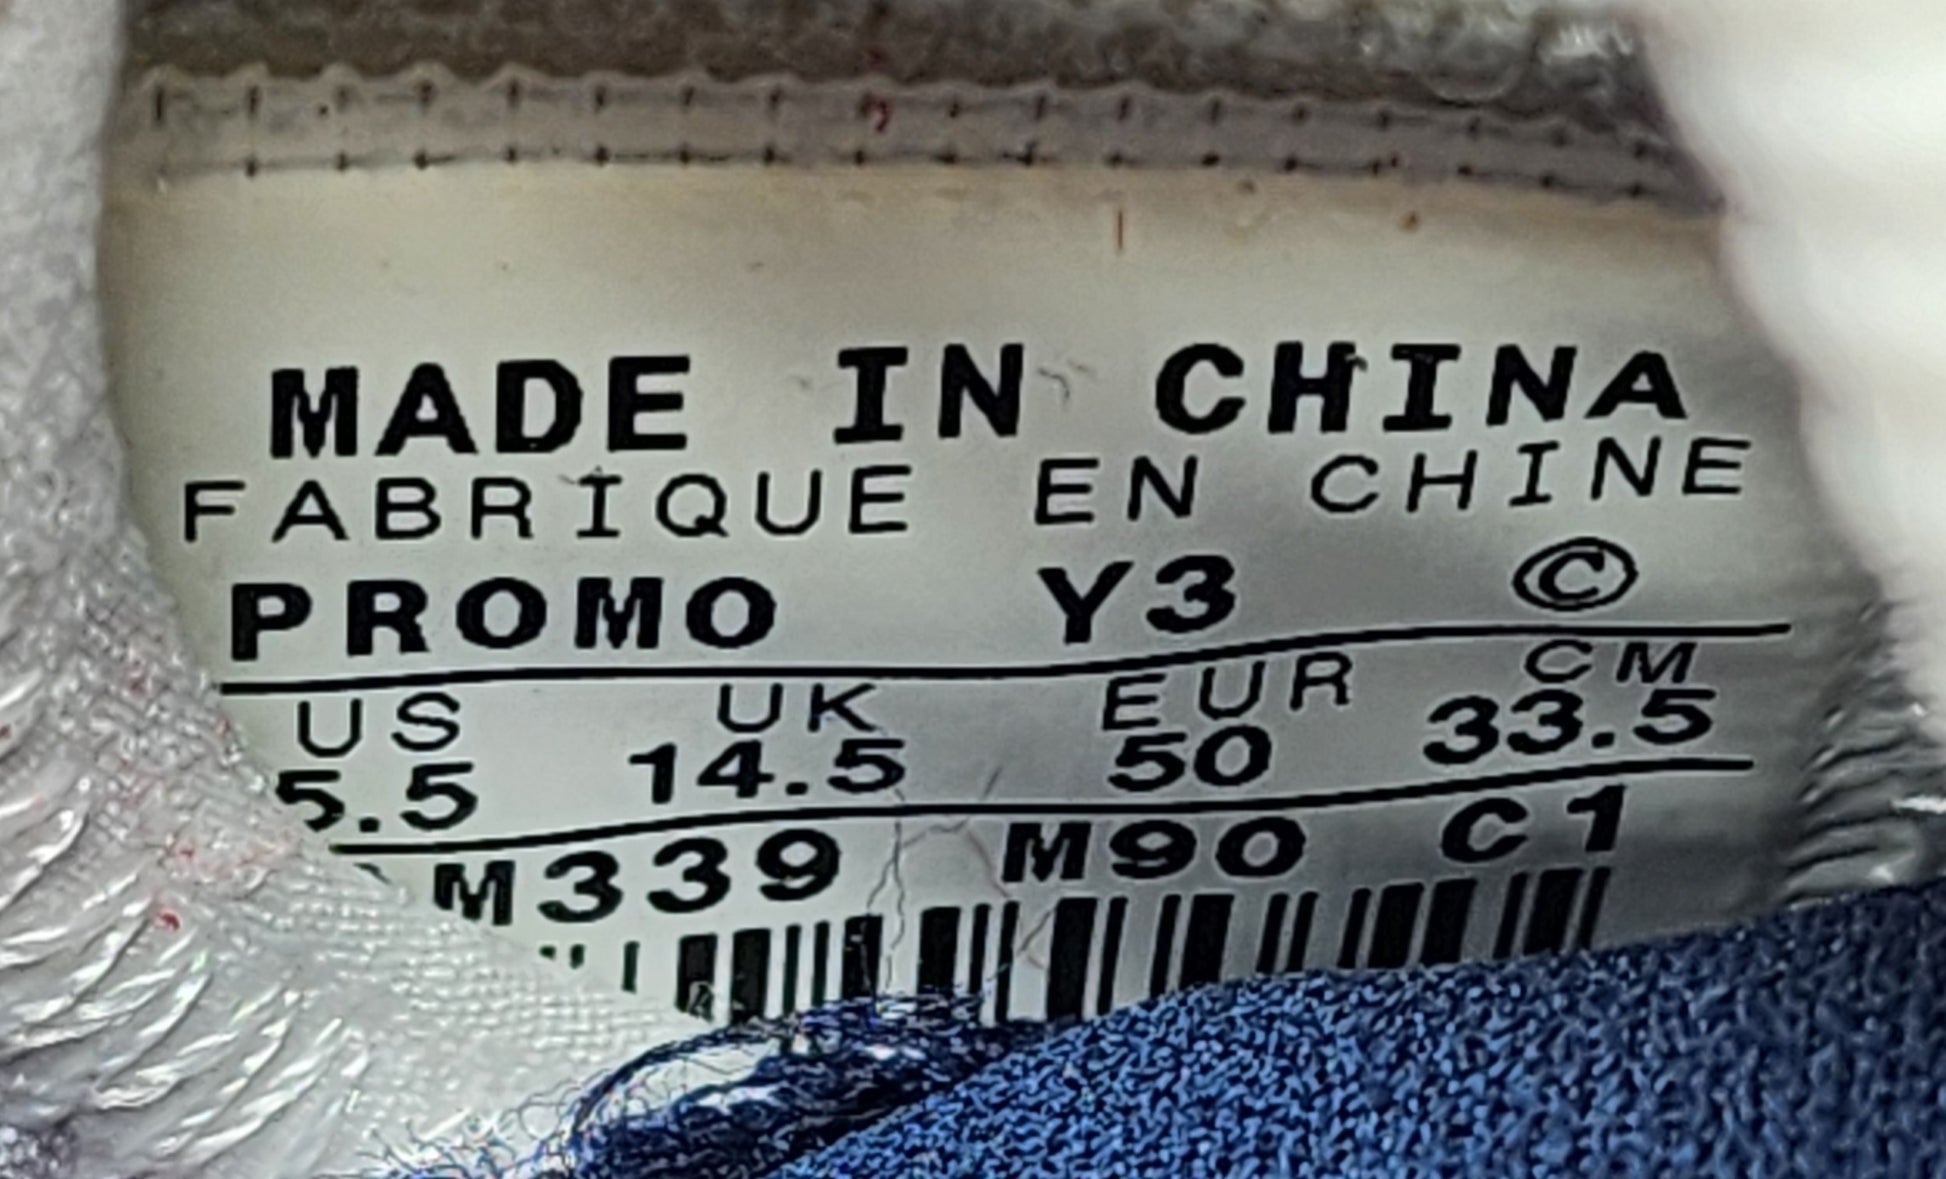 MADE IN CHINA
FABRIQUE EN CHINE
PROMO Y3 ©
US UK EUR CM
5.5 14.5 50 33.5
M339 M90 C1